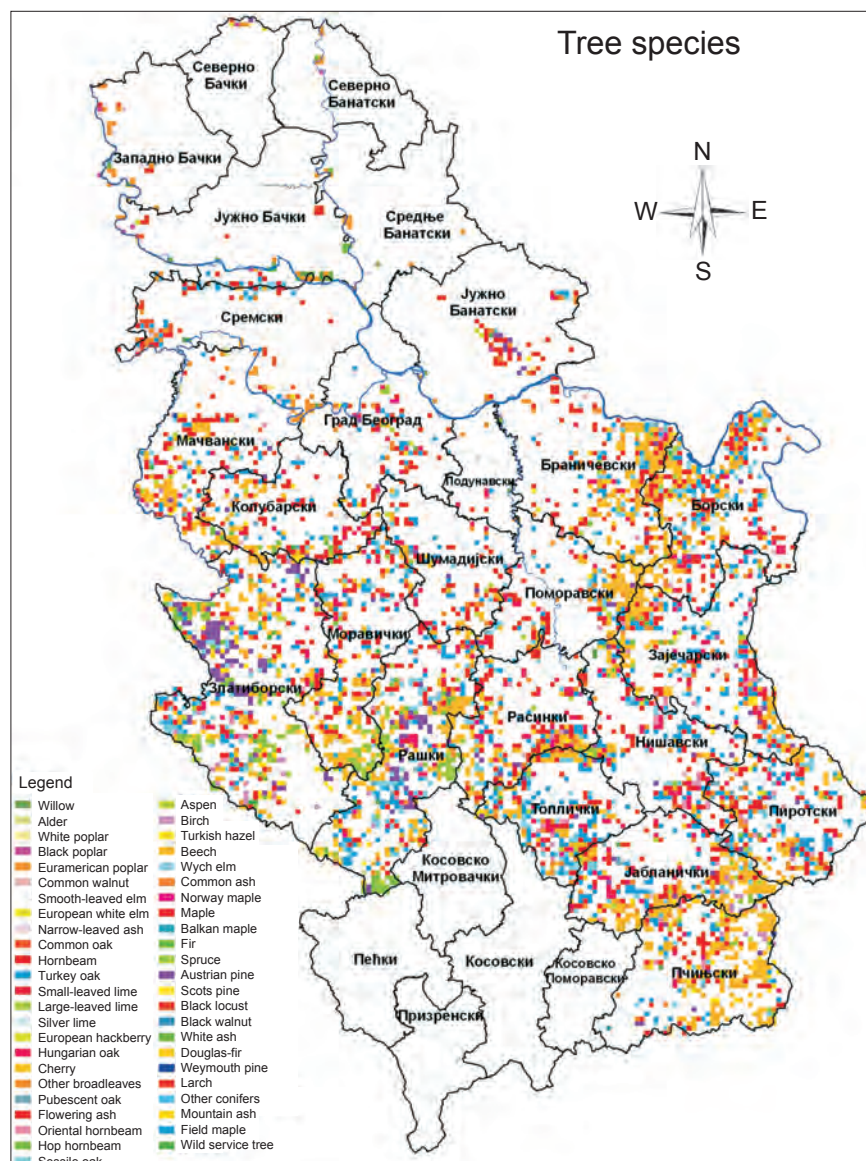 Tree species
N
W E
S
Северно
Бачки
Северно
Банатски
Западно Бачки
Јужно Бачки
Средње
Банатски
Јужно
Банатски
Сремски
Град Београд
Мачвански
Подунавски
Браничевски
Борски
Колубарски
Шумадијски
Поморавски
Моравички
Зајечарски
Златиборски
Расинки
Рашки
Нишавски
Топлички
Пиротски
Косовско
Митровачки
Јабланички
Пећки
Косовски
Косовско
Поморавски
Пчињски
Призренски
Legend
Willow
Alder
White poplar
Black poplar
Euramerican poplar
Common walnut
Smooth-leaved elm
European white elm
Narrow-leaved ash
Common oak
Hornbeam
Turkey oak
Small-leaved lime
Large-leaved lime
Silver lime
European hackberry
Hungarian oak
Cherry
Other broadleaves
Pubescent oak
Flowering ash
Oriental hornbeam
Hop hornbeam
Sessile oak
Aspen
Birch
Turkish hazel
Beech
Wych elm
Common ash
Norway maple
Maple
Balkan maple
Fir
Spruce
Austrian pine
Scots pine
Black locust
Black walnut
White ash
Douglas-fir
Weymouth pine
Larch
Other conifers
Mountain ash
Field maple
Wild service tree